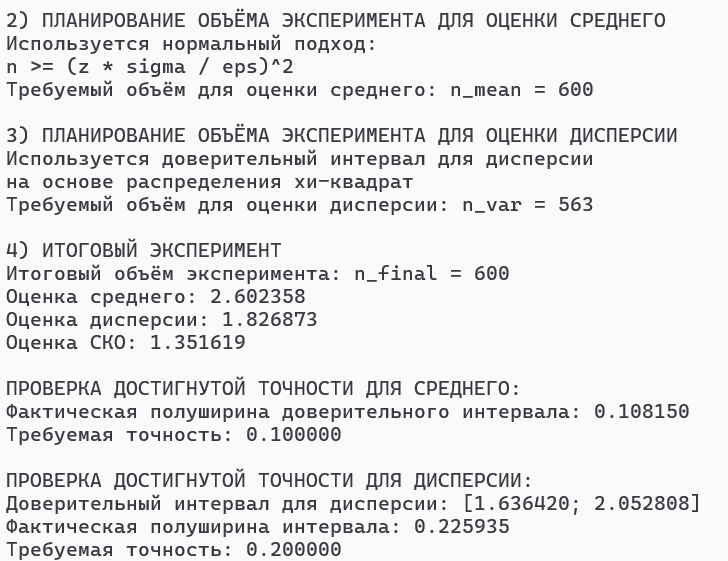 2) ПЛАНИРОВАНИЕ ОБЪЁМА ЭКСПЕРИМЕНТА ДЛЯ ОЦЕНКИ СРЕДНЕГО
Используется нормальный подход:
n >= (z * sigma / eps)^2
Требуемый объём для оценки среднего: n_mean = 600
3) ПЛАНИРОВАНИЕ ОБЪЁМА ЭКСПЕРИМЕНТА ДЛЯ ОЦЕНКИ ДИСПЕРСИИ
Используется доверительный интервал для дисперсии
на основе распределения хи-квадрат
Требуемый объём для оценки дисперсии: n_var = 563
4) ИТОГОВЫЙ ЭКСПЕРИМЕНТ
Итоговый объём эксперимента: n_final = 600
Оценка среднего: 2.602358
Оценка дисперсии: 1.826873
Оценка СКО: 1.351619
ПРОВЕРКА ДОСТИГНУТОЙ ТОЧНОСТИ ДЛЯ СРЕДНЕГО:
Фактическая полуширина доверительного интервала: 0.108150
Требуемая точность: 0.100000
ПРОВЕРКА ДОСТИГНУТОЙ ТОЧНОСТИ ДЛЯ ДИСПЕРСИИ:
Доверительный интервал для дисперсии: [1.636420; 2.052808]
Фактическая полуширина интервала: 0.225935
Требуемая точность: 0.200000